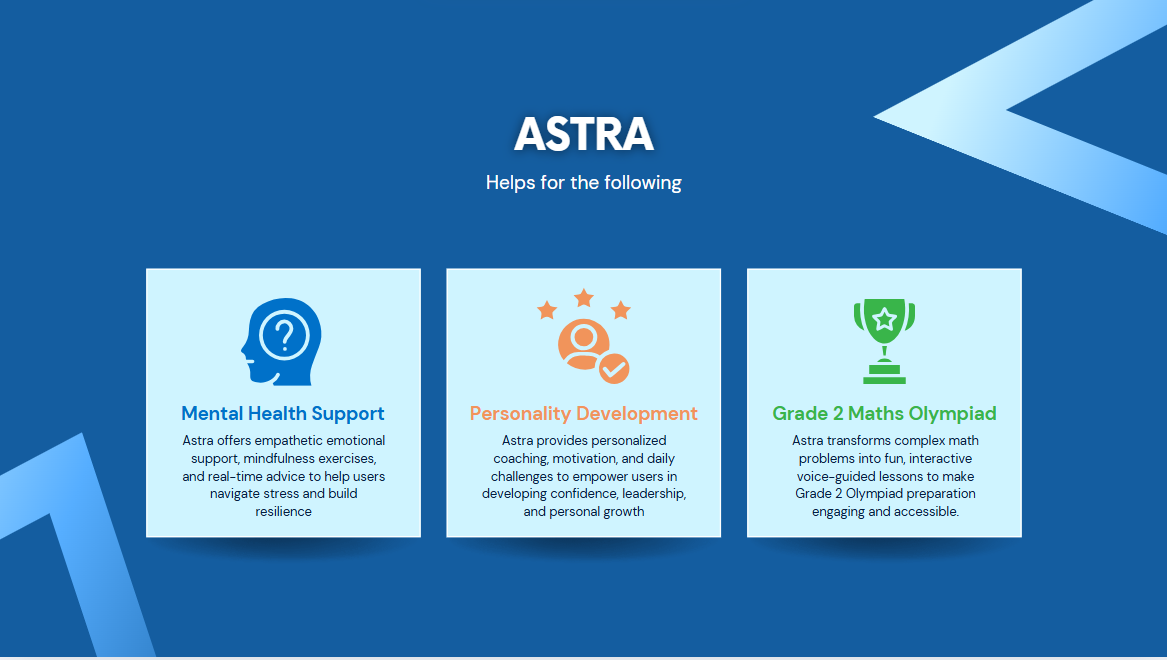 ASTRA
Helps for the following
Mental Health Support
Astra offers empathetic emotional
support, mindfulness exercises,
and real-time advice to help users
navigate stress and build
resilience
Personality Development
Astra provides personalized
coaching, motivation, and daily
challenges to empower users in
developing confidence, leadership,
and personal growth
Grade 2 Maths Olympiad
Astra transforms complex math
problems into fun, interactive
voice-guided lessons to make
Grade 2 Olympiad preparation
engaging and accessible.